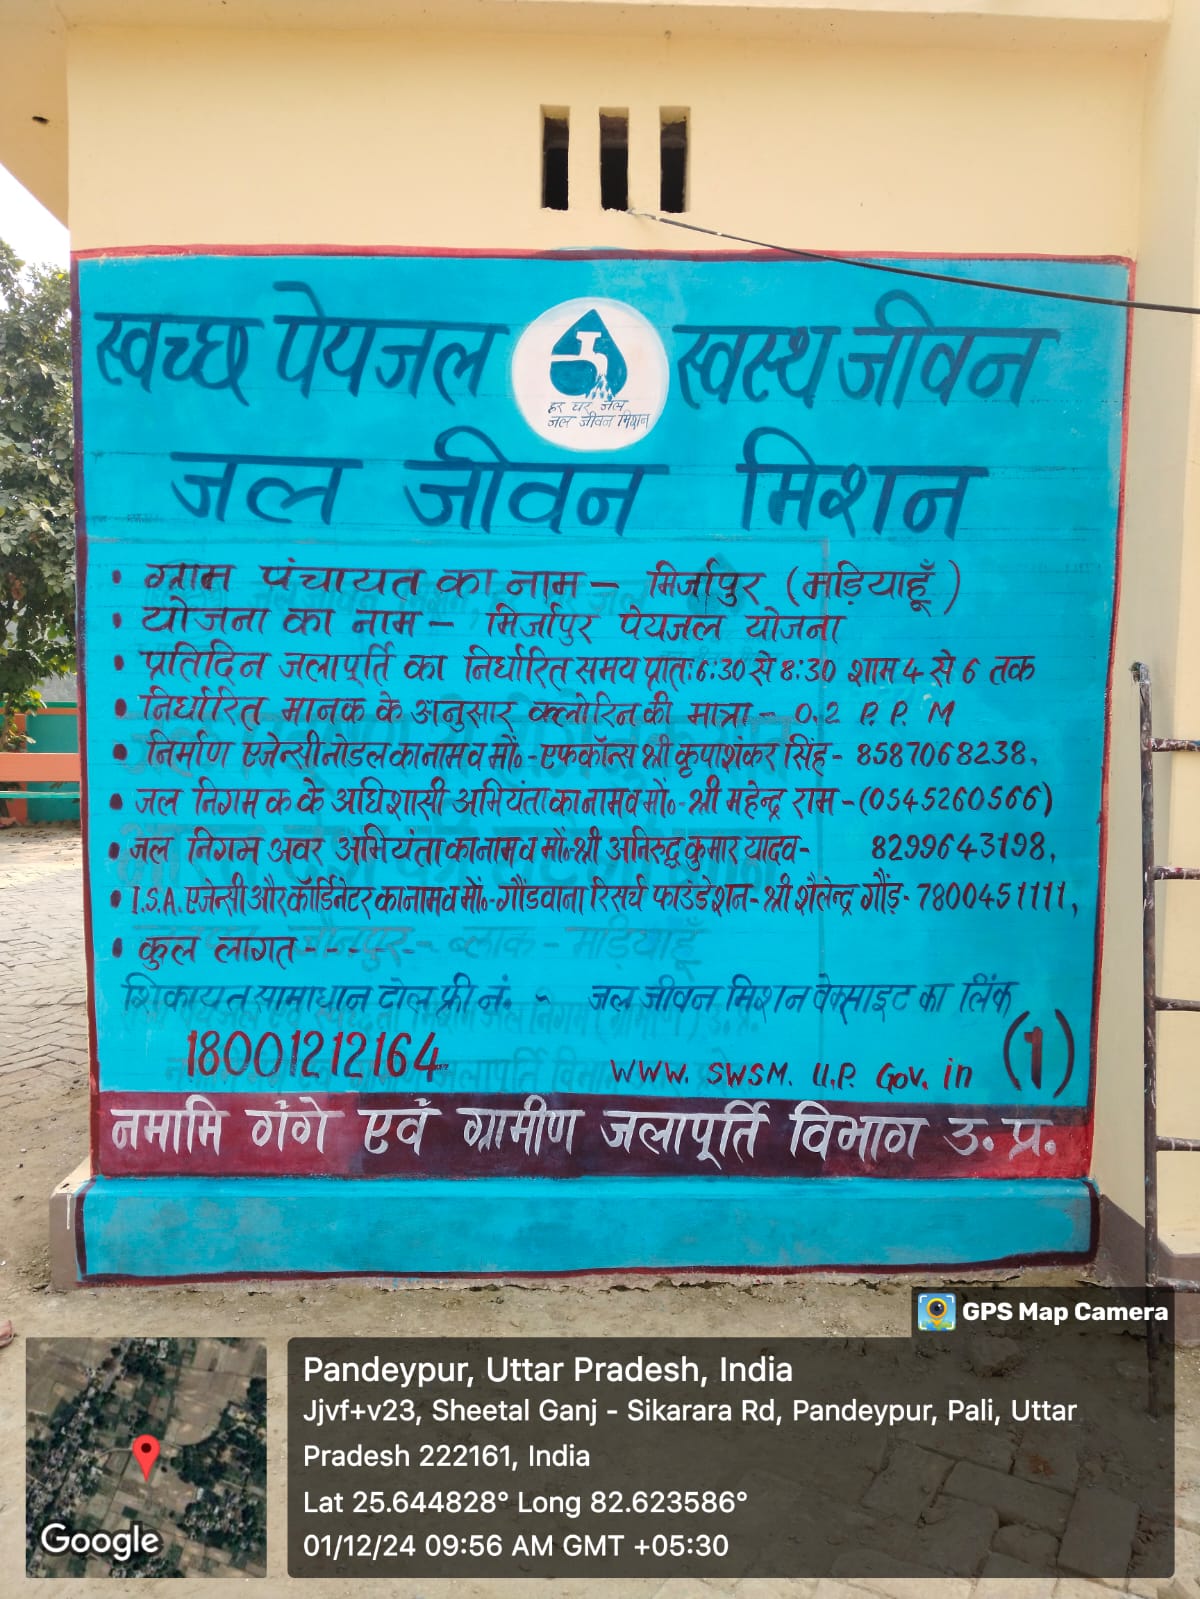 स्वच्छ पेयजल स्वस्थ जीवन
हर घर जल
जल जीवन मिशन
जल जीवन मिशन
• ग्राम पंचायत का नाम – मिर्जापुर (मड़ियाहूँ)
• योजना का नाम – मिर्जापुर पेयजल योजना
• प्रतिदिन जलापूर्ति का निर्धारित समय प्रातः 6:30 से 8:30 शाम 4 से 6 तक
• निर्धारित मानक के अनुसार क्लोरिन की मात्रा – 0.2 P.P.M
• निर्माण एजेन्सी नोडल का नाम व मो०-एफकॉन्स श्री कृपाशंकर सिंह- 8587068238,
• जल निगम क के अधिशासी अभियंता का नाम व मो०-श्री महेन्द्र राम-(0545260566)
• जल निगम अवर अभियंता का नाम व मो०-श्री अनिरुद्ध कुमार यादव- 8299643198,
• I.S.A. एजेन्सी और कॉर्डिनेटर का नाम व मों०-गौंडवाना रिसर्च फाउंडेशन-श्री शैलेन्द्र गौंड़- 7800451111,
• कुल लागत - - - - -
शिकायत सामाधान टोल फ्री नं. - जल जीवन मिशन वेक्साइट का लिंक
18001212164 www. SWSM. U.P. Gov. in (1)
नमामि गंगे एवं ग्रामीण जलापूर्ति विभाग उ. प्र.
GPS Map Camera
Pandeypur, Uttar Pradesh, India
Jjvf+v23, Sheetal Ganj - Sikarara Rd, Pandeypur, Pali, Uttar
Pradesh 222161, India
Lat 25.644828° Long 82.623586°
01/12/24 09:56 AM GMT +05:30
Google